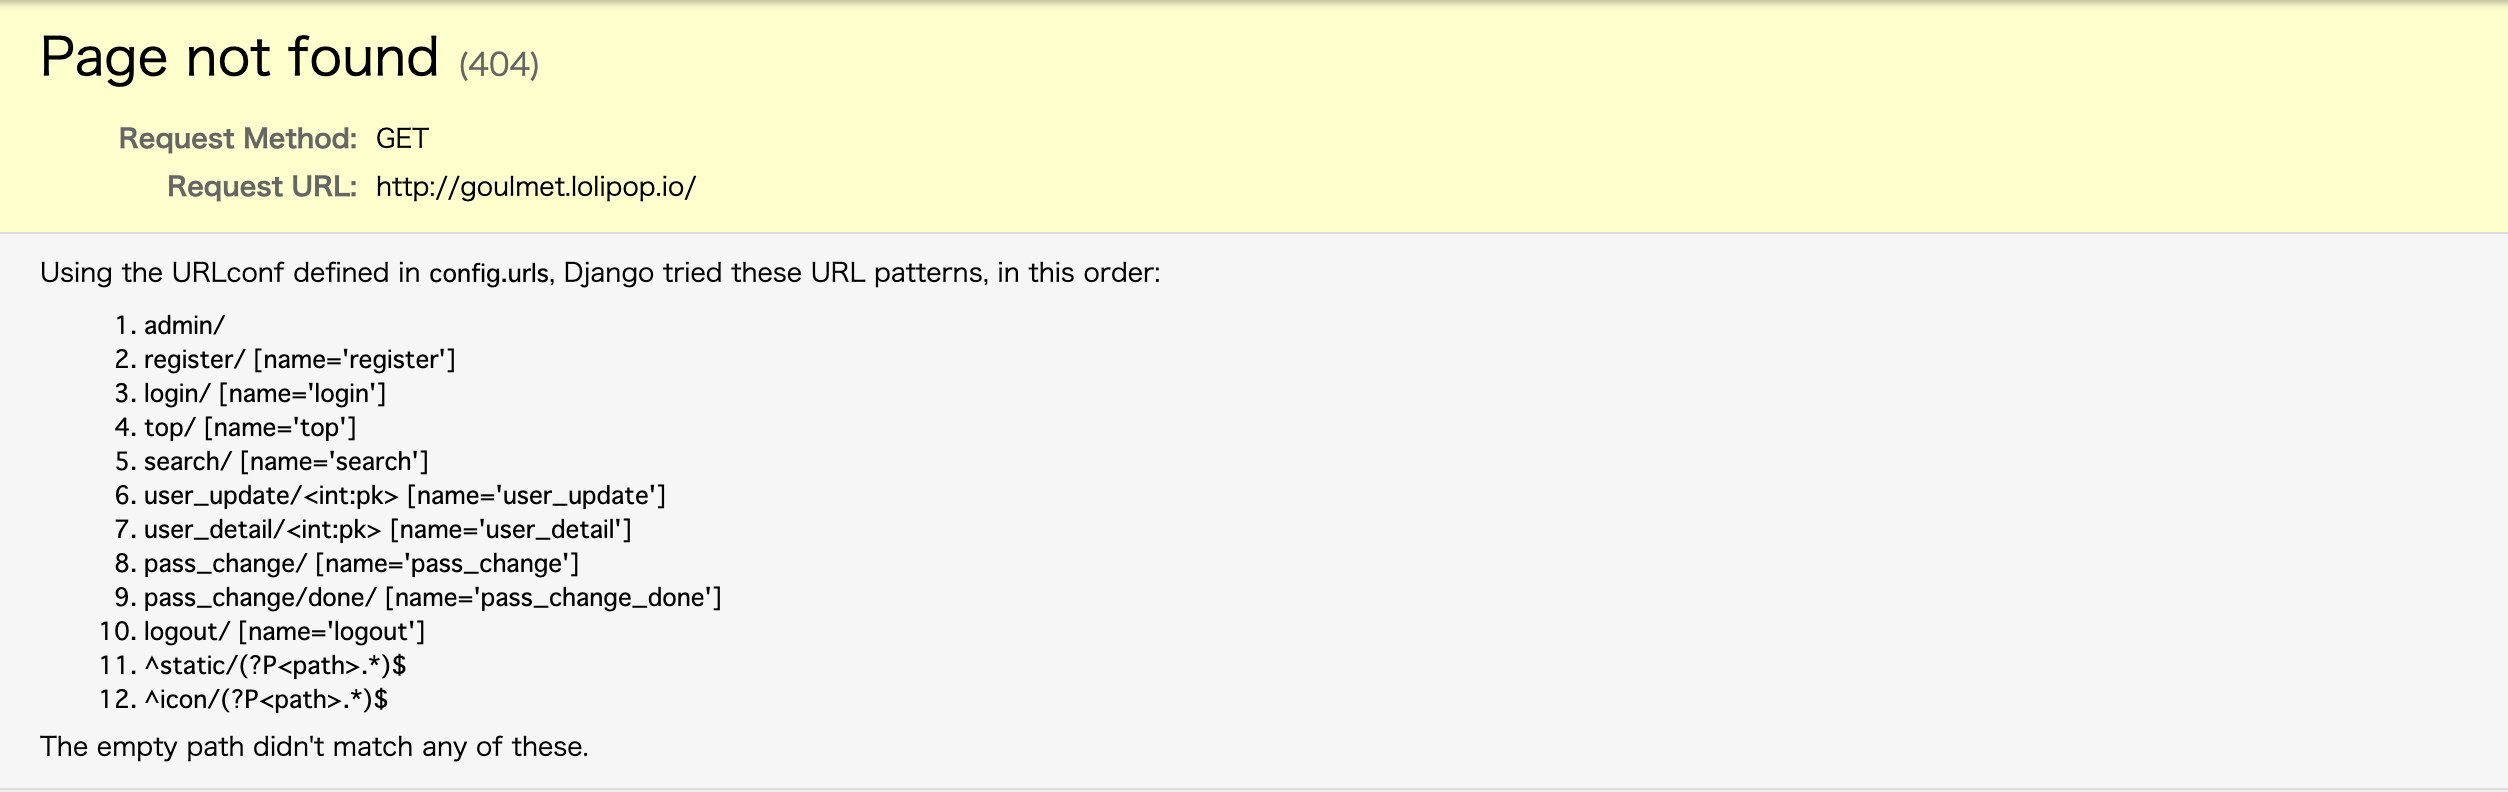 Page not found (404)
Request Method: GET
Request URL: http://goulmet.lolipop.io/
Using the URLconf defined in config.urls, Django tried these URL patterns, in this order:
1. admin/
2. register/ [name='register']
3. login/ [name='login']
4. top/ [name='top']
5. search/ [name='search']
6. user_update/<int:pk> [name='user_update']
7. user_detail/<int:pk> [name='user_detail']
8. pass_change/ [name='pass_change']
9. pass_change/done/ [name='pass_change_done']
10. logout/ [name='logout']
11. ^static/(?P<path>.*)$
12. ^icon/(?P<path>.*)$
The empty path didn't match any of these.